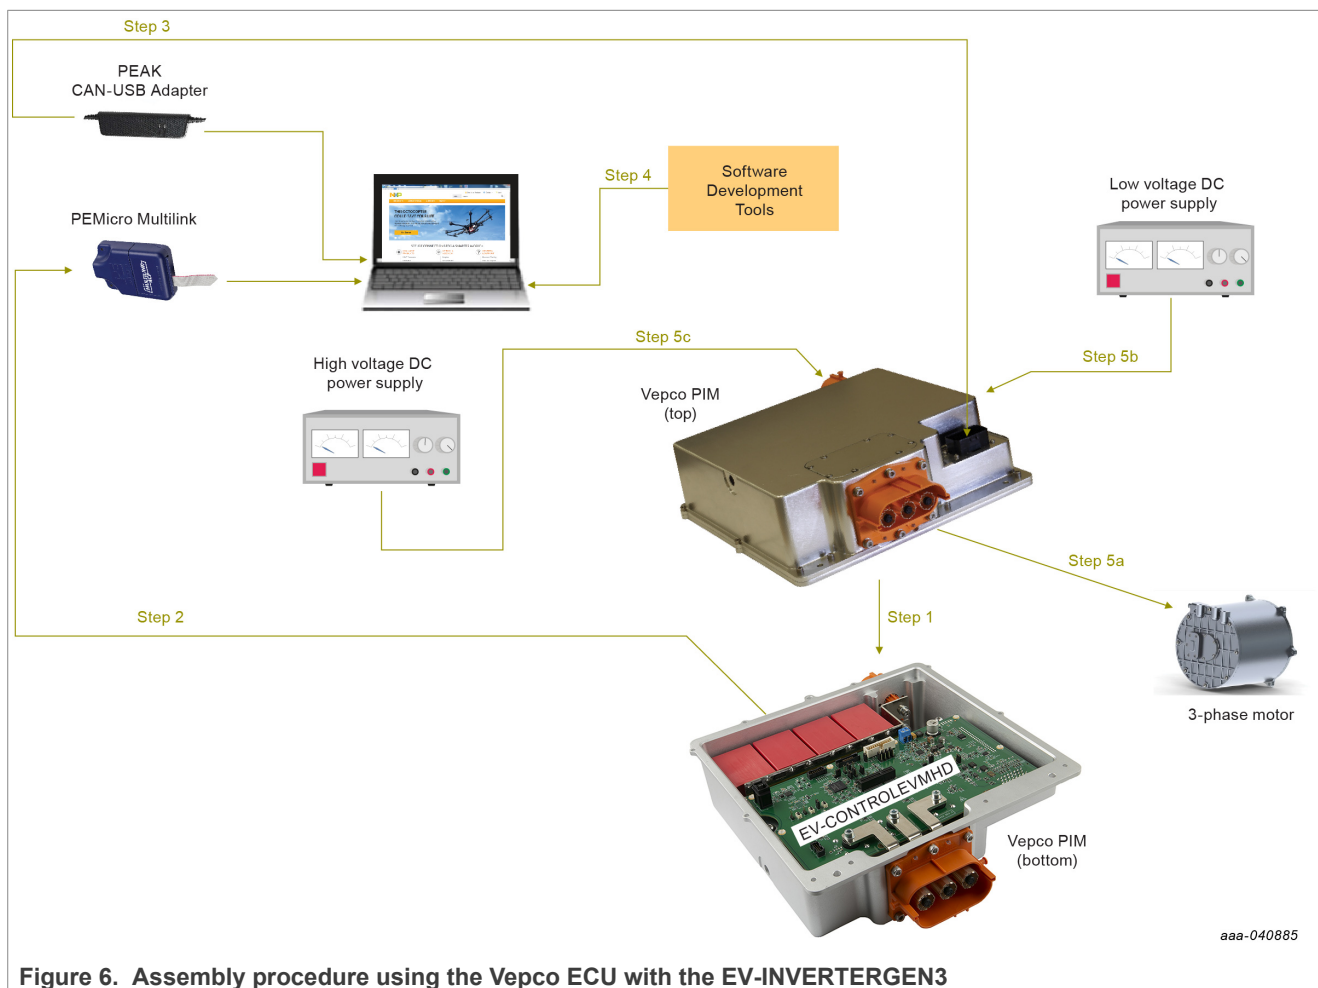 Step 3
PEAK
CAN-USB Adapter
PEMicro Multilink
Step 4
Software
Development
Tools
Low voltage DC
power supply
Step 5c
Step 5b
High voltage DC
power supply
Vepco PIM
(top)
Step 5a
Step 2
Step 1
3-phase motor
EV-CONTROLEVMHD
Vepco PIM
(bottom)
aaa-040885
Figure 6. Assembly procedure using the Vepco ECU with the EV-INVERTERGEN3